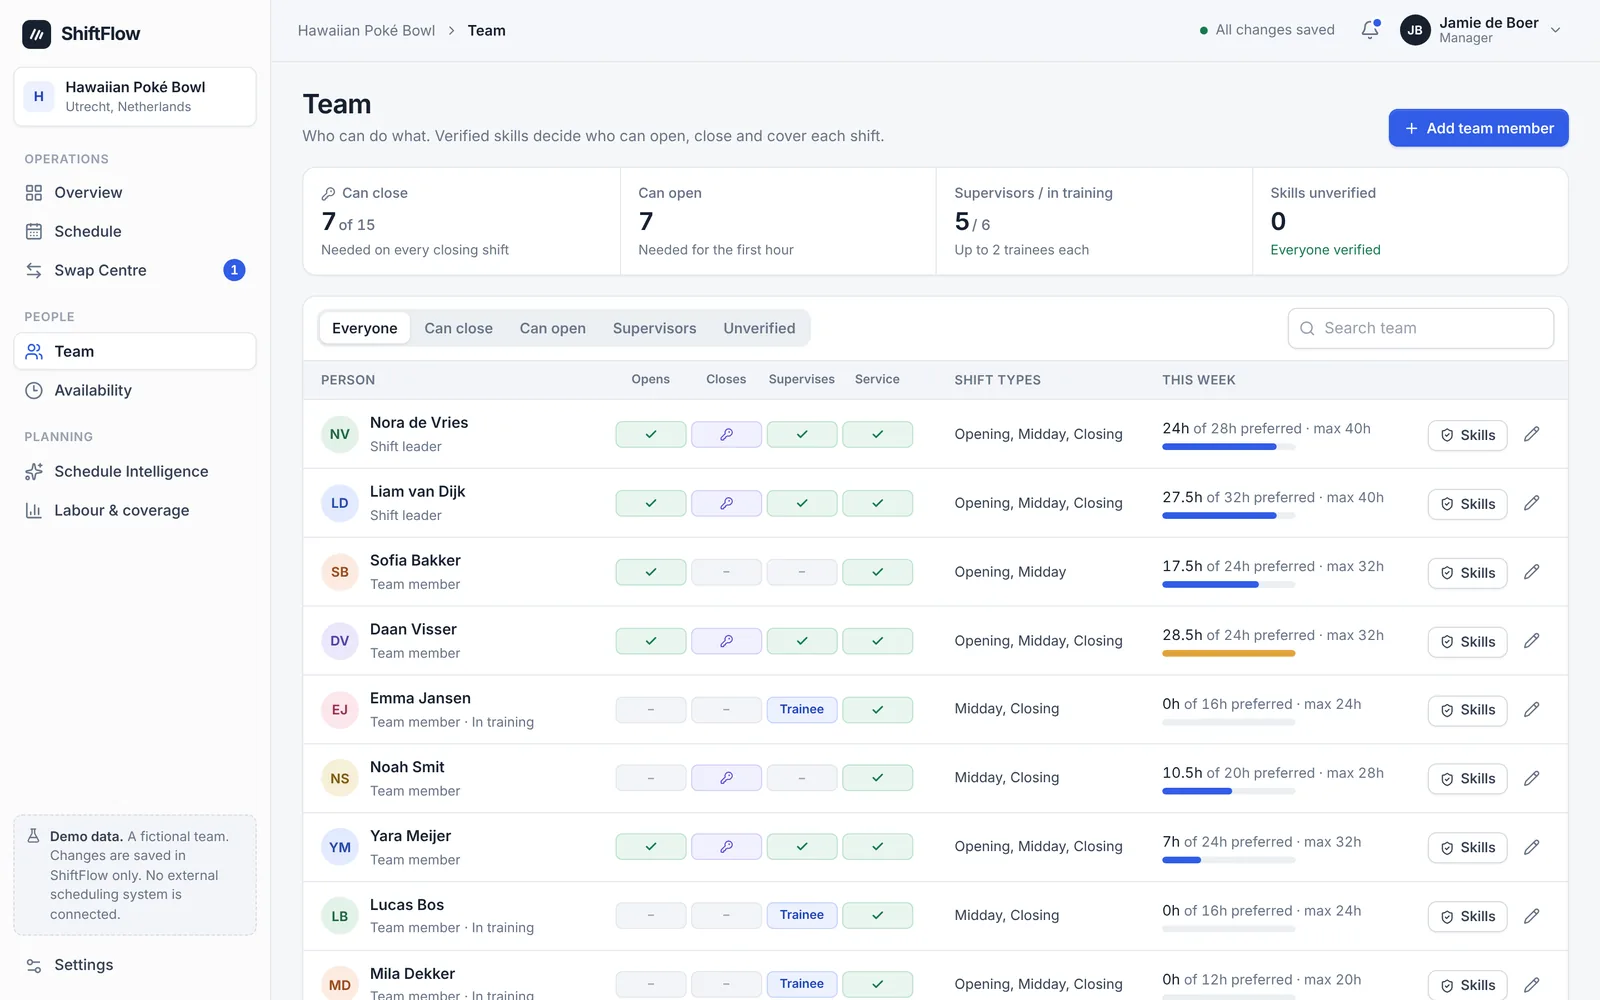 ShiftFlow
H
Hawaiian Poké Bowl
Utrecht, Netherlands
OPERATIONS
Overview
Schedule
Swap Centre
1
PEOPLE
Team
Availability
PLANNING
Schedule Intelligence
Labour & coverage
Demo data. A fictional team.
Changes are saved in
ShiftFlow only. No external
scheduling system is
connected.
Settings
Hawaiian Poké Bowl > Team
All changes saved
JB
Jamie de Boer
Manager
Team
Who can do what. Verified skills decide who can open, close and cover each shift.
+ Add team member
Can close
7 of 15
Needed on every closing shift
Can open
7
Needed for the first hour
Supervisors / in training
5 / 6
Up to 2 trainees each
Skills unverified
0
Everyone verified
Everyone Can close Can open Supervisors Unverified
Search team
PERSON Opens Closes Supervises Service SHIFT TYPES THIS WEEK
NV
Nora de Vries
Shift leader
Opening, Midday, Closing
24h of 28h preferred · max 40h
Skills
LD
Liam van Dijk
Shift leader
Opening, Midday, Closing
27.5h of 32h preferred · max 40h
Skills
SB
Sofia Bakker
Team member
– –
Opening, Midday
17.5h of 24h preferred · max 32h
Skills
DV
Daan Visser
Team member
Opening, Midday, Closing
28.5h of 24h preferred · max 32h
Skills
EJ
Emma Jansen
Team member · In training
– – Trainee
Midday, Closing
0h of 16h preferred · max 24h
Skills
NS
Noah Smit
Team member
– –
Midday, Closing
10.5h of 20h preferred · max 28h
Skills
YM
Yara Meijer
Team member
Opening, Midday, Closing
7h of 24h preferred · max 32h
Skills
LB
Lucas Bos
Team member · In training
– – Trainee
Midday, Closing
0h of 16h preferred · max 24h
Skills
MD
Mila Dekker
Team member · In training
– – Trainee
Opening, Midday, Closing
0h of 12h preferred · max 20h
Skills